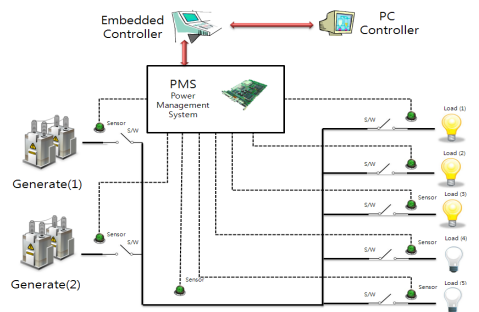 Embedded
Controller
PC
Controller
PMS
Power
Management
System
Sensor
S/W
Generate(1)
Sensor
S/W
Generate(2)
Sensor
S/W
Load (1)
S/W
Load (2)
S/W
Sensor
Load (3)
S/W
Sensor
Load (4)
S/W
Sensor
Load (5)